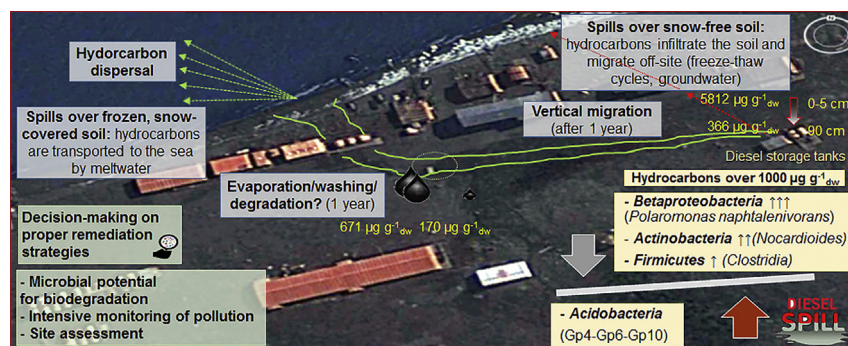 Hydorcarbon
dispersal
Spills over frozen, snow-
covered soil: hydrocarbons
are transported to the sea
by meltwater
Spills over snow-free soil:
hydrocarbons infiltrate the soil and
migrate off-site (freeze-thaw
cycles, groundwater)
Vertical migration
(after 1 year)
5812 µg g⁻¹dw
0-5 cm
366 µg g⁻¹dw
90 cm
Diesel storage tanks
Evaporation/washing/
degradation? (1 year)
671 µg g⁻¹dw 170 µg g⁻¹dw
Hydrocarbons over 1000 µg g⁻¹dw
- Betaproteobacteria ↑↑↑
(Polaromonas naphtalenivorans)
- Actinobacteria ↑↑(Nocardioides)
- Firmicutes ↑ (Clostridia)
Decision-making on
proper remediation
strategies
- Microbial potential
for biodegradation
- Intensive monitoring of pollution
- Site assessment
- Acidobacteria
(Gp4-Gp6-Gp10)
DIESEL
SPILL